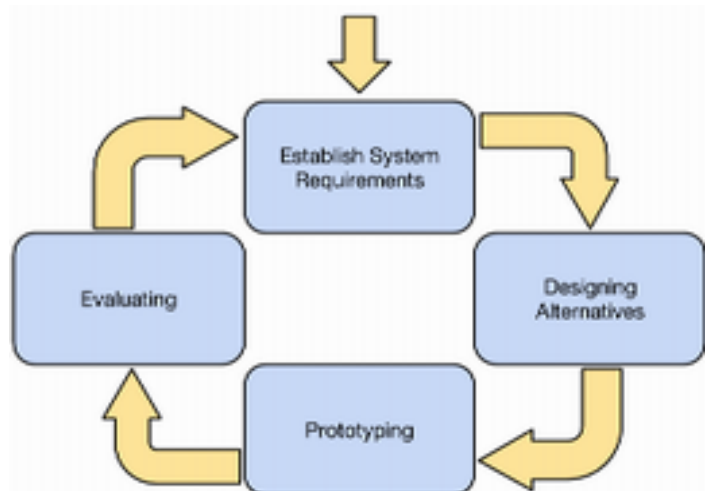 Establish System
Requirements
Evaluating
Designing
Alternatives
Prototyping